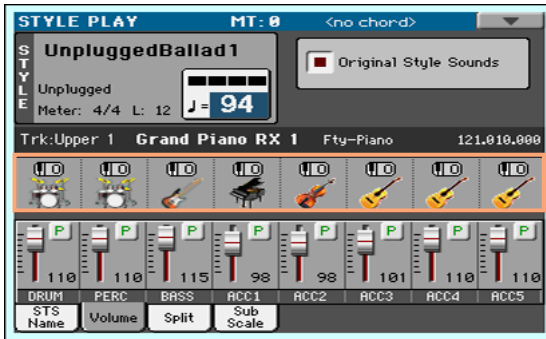 STYLE PLAY MT: 0 <no chord>
STYLE
UnpluggedBallad1
Original Style Sounds
Unplugged
Meter: 4/4 L: 12 ♩= 94
Trk:Upper 1 Grand Piano RX 1 Fty-Piano 121.010.000
P P P P P P P P
110 110 115 98 98 101 110 110
DRUM PERC BASS ACC1 ACC2 ACC3 ACC4 ACC5
STS Name Volume Split Sub Scale